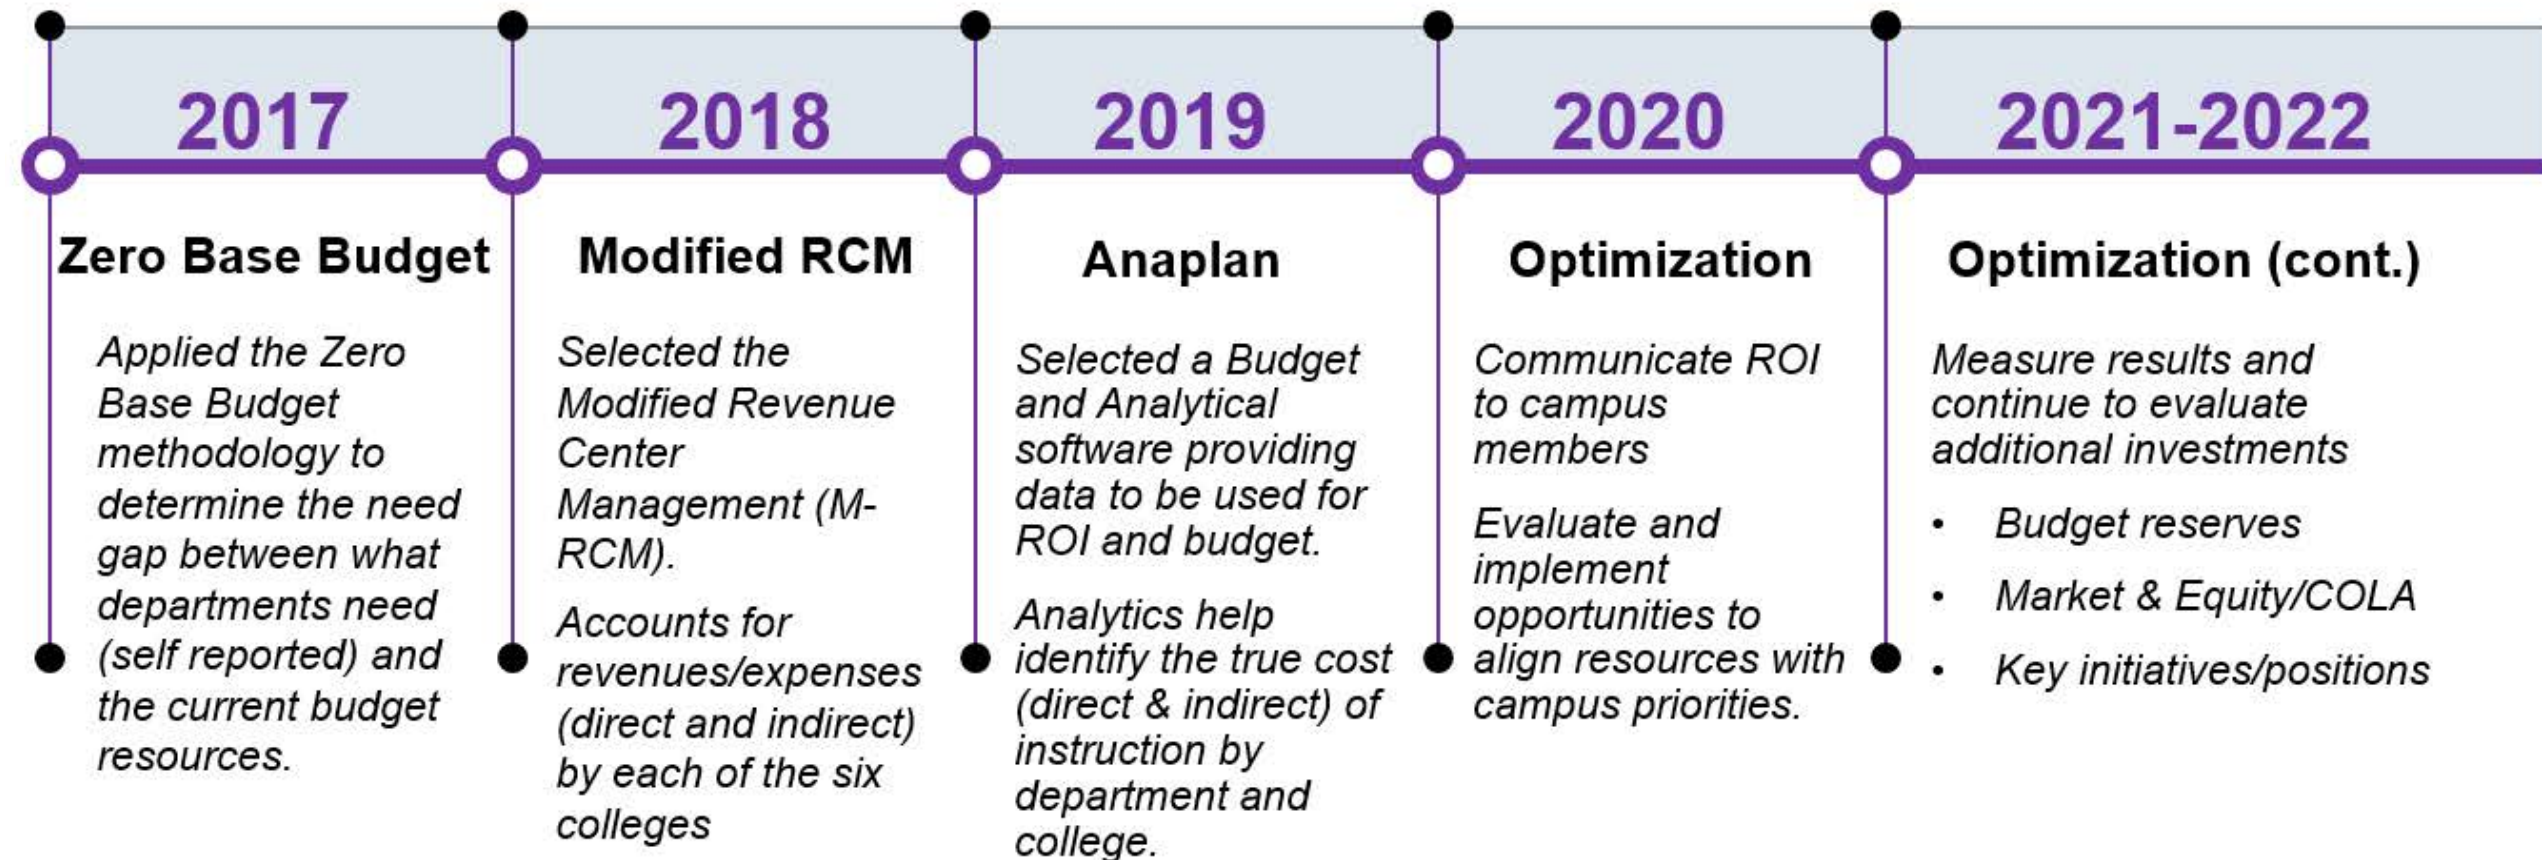 2017
Zero Base Budget
Applied the Zero
Base Budget
methodology to
determine the need
gap between what
departments need
(self reported) and
the current budget
resources.
2018
Modified RCM
Selected the
Modified Revenue
Center
Management (M-
RCM).
Accounts for
revenues/expenses
(direct and indirect)
by each of the six
colleges
2019
Anaplan
Selected a Budget
and Analytical
software providing
data to be used for
ROI and budget.
Analytics help
identify the true cost
(direct & indirect) of
instruction by
department and
college.
2020
Optimization
Communicate ROI
to campus
members
Evaluate and
implement
opportunities to
align resources with
campus priorities.
2021-2022
Optimization (cont.)
Measure results and
continue to evaluate
additional investments
• Budget reserves
• Market & Equity/COLA
• Key initiatives/positions